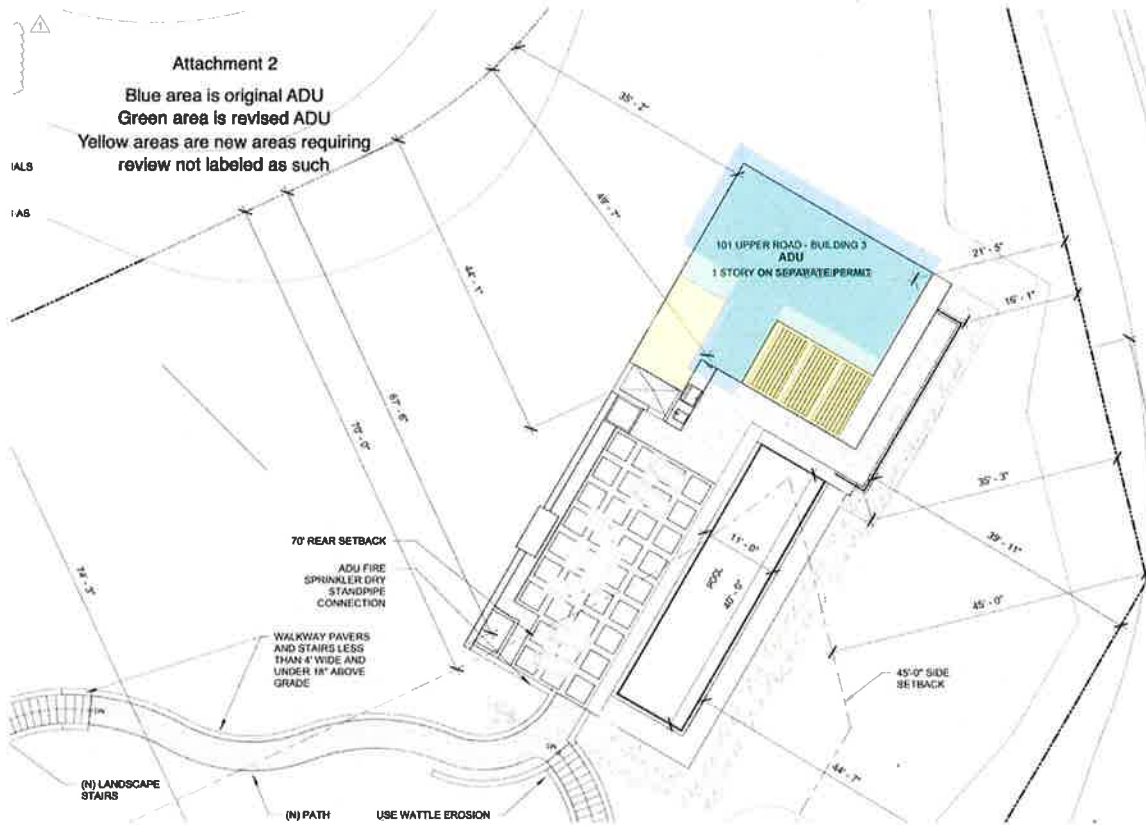 1
Attachment 2
Blue area is original ADU
Green area is revised ADU
Yellow areas are new areas requiring
review not labeled as such
IALS
AS
35' - 2"
49' - 7"
44' - 1"
67' - 6"
70' - 0"
74' - 3"
101 UPPER ROAD - BUILDING 3
ADU
1 STORY ON SEPARATE PERMIT
21' - 5"
16' - 1"
35' - 3"
39' - 11"
45' - 0"
11' - 0"
POOL
40' - 0"
70' REAR SETBACK
ADU FIRE
SPRINKLER DRY
STANDPIPE
CONNECTION
WALKWAY PAVERS
AND STAIRS LESS
THAN 4' WIDE AND
UNDER 18" ABOVE
GRADE
45'-0" SIDE
SETBACK
44' - 7"
DN
DN
(N) LANDSCAPE
STAIRS
(N) PATH
USE WATTLE EROSION